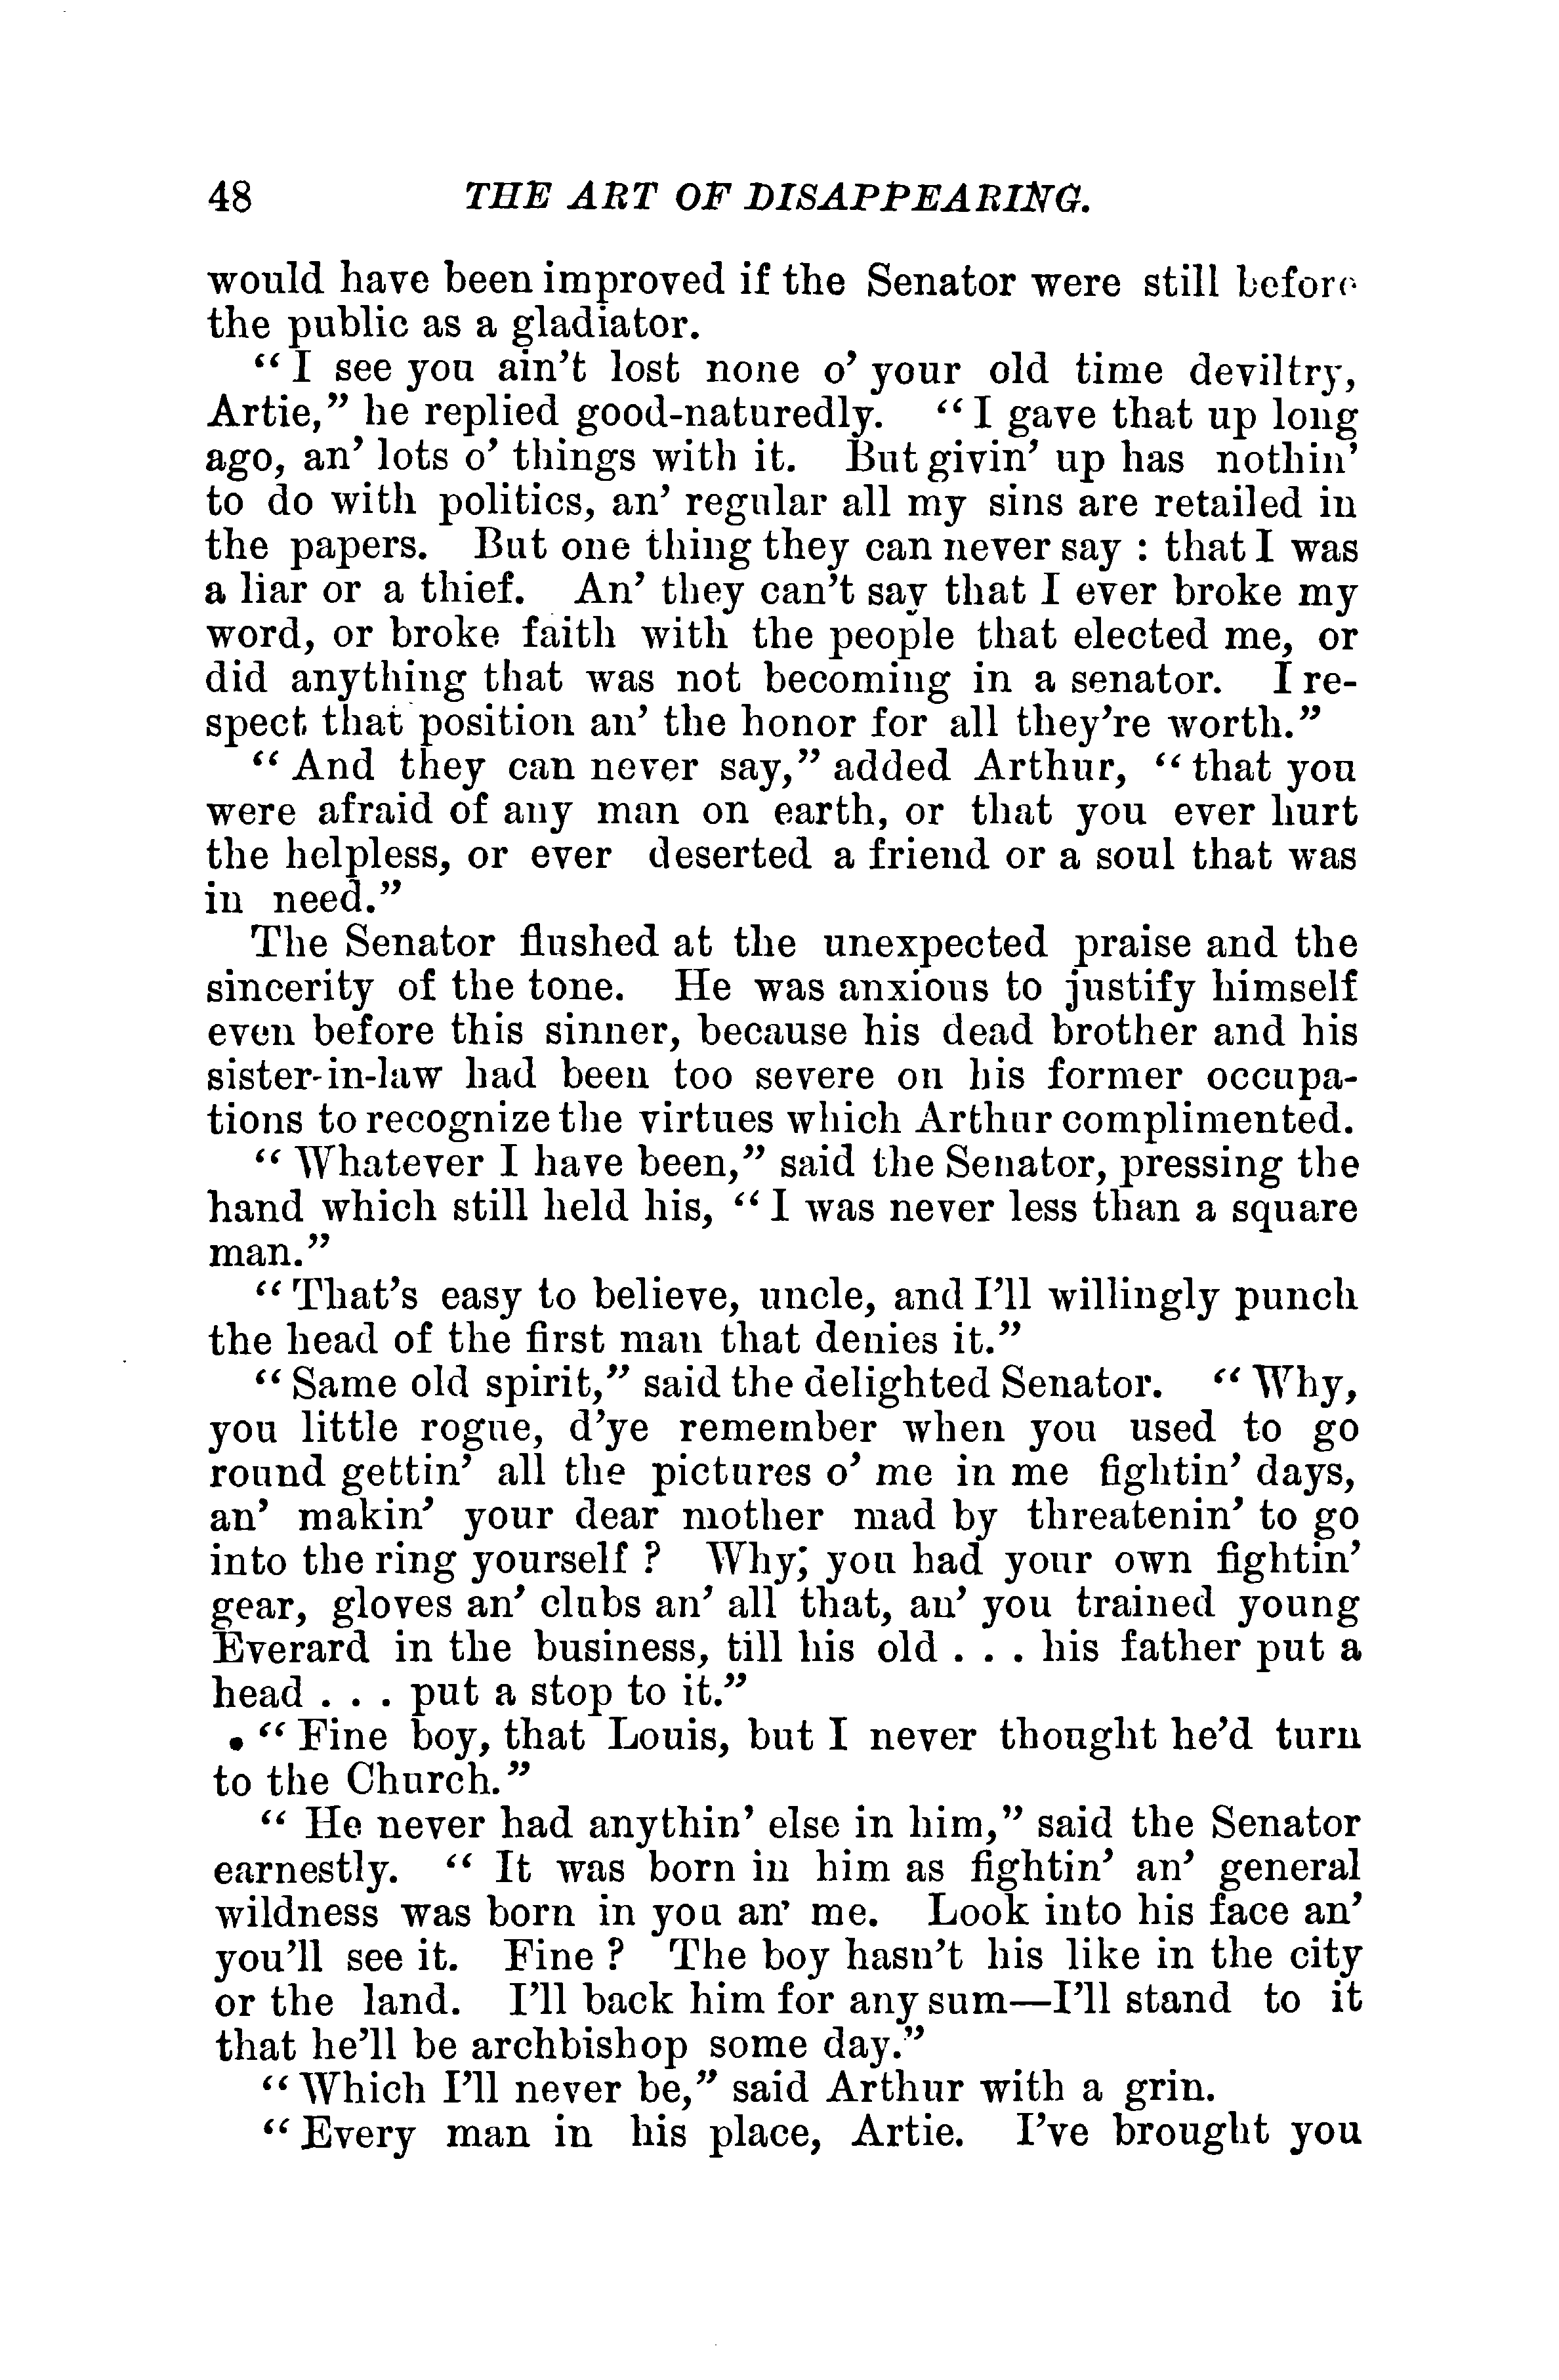 48 THE ART OF DISAPPEARING.
would have been improved if the Senator were still before
the public as a gladiator.
“ I see you ain’t lost none o’ your old time deviltry,
Artie,” he replied good-naturedly. “ I gave that up long
ago, an’ lots o’ things with it. But givin’ up has nothin’
to do with politics, an’ regular all my sins are retailed in
the papers. But one thing they can never say : that I was
a liar or a thief. An’ they can’t say that I ever broke my
word, or broke faith with the people that elected me, or
did anything that was not becoming in a senator. I re-
spect that position an’ the honor for all they’re worth.”
“ And they can never say,” added Arthur, “ that you
were afraid of any man on earth, or that you ever hurt
the helpless, or ever deserted a friend or a soul that was
in need.”
The Senator flushed at the unexpected praise and the
sincerity of the tone. He was anxious to justify himself
even before this sinner, because his dead brother and his
sister-in-law had been too severe on his former occupa-
tions to recognize the virtues which Arthur complimented.
“ Whatever I have been,” said the Senator, pressing the
hand which still held his, “ I was never less than a square
man.”
“ That’s easy to believe, uncle, and I’ll willingly punch
the head of the first man that denies it.”
“ Same old spirit,” said the delighted Senator. “ Why,
you little rogue, d’ye remember when you used to go
round gettin’ all the pictures o’ me in me fightin’ days,
an’ makin’ your dear mother mad by threatenin’ to go
into the ring yourself ? Why; you had your own fightin’
gear, gloves an’ clubs an’ all that, an’ you trained young
Everard in the business, till his old . . . his father put a
head . . . put a stop to it.”
“ Fine boy, that Louis, but I never thought he’d turn
to the Church.”
“ He never had anythin’ else in him,” said the Senator
earnestly. “ It was born in him as fightin’ an’ general
wildness was born in you an’ me. Look into his face an’
you’ll see it. Fine ? The boy hasn’t his like in the city
or the land. I’ll back him for any sum—I’ll stand to it
that he’ll be archbishop some day.”
“ Which I’ll never be,” said Arthur with a grin.
“ Every man in his place, Artie. I’ve brought you